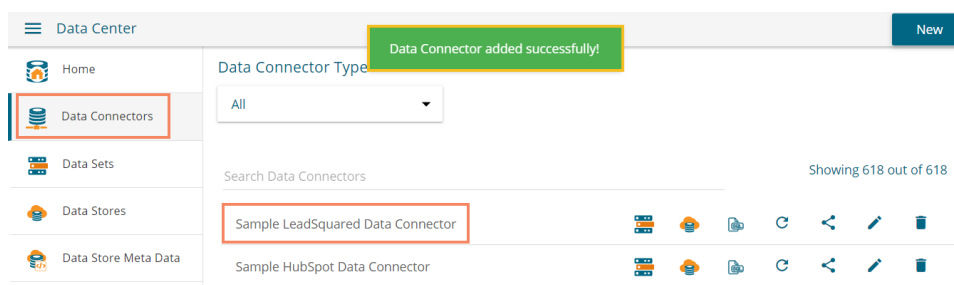 Data Center
Data Connector added successfully!
New
Home
Data Connector Type
Data Connectors
All
Data Sets
Search Data Connectors
Showing 618 out of 618
Data Stores
Sample LeadSquared Data Connector
Data Store Meta Data
Sample HubSpot Data Connector